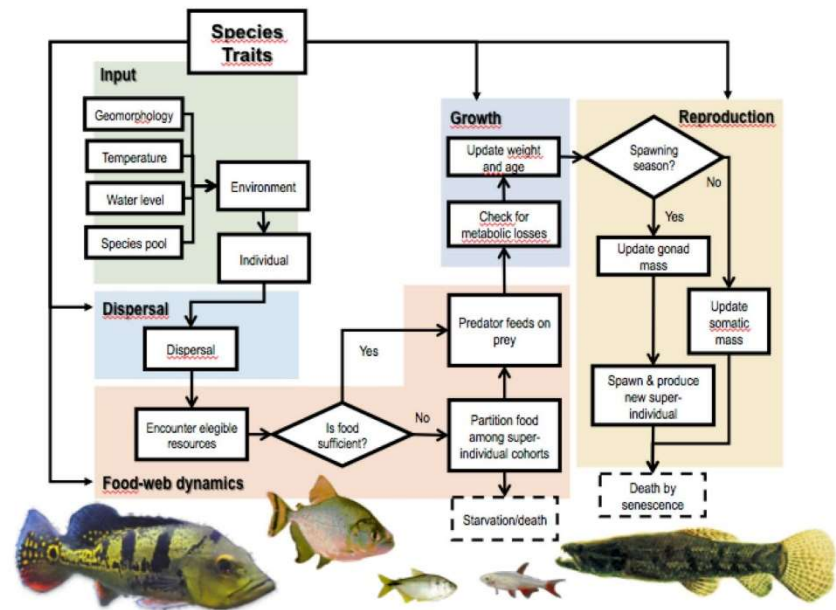 Species
Traits
Input
Geomorphology
Temperature
Water level
Species pool
Environment
Individual
Dispersal
Dispersal
Encounter elegible
resources
Is food
sufficient?
Yes
No
Food-web dynamics
Predator feeds on
prey
Partition food
among super-
individual cohorts
Starvation/death
Growth
Update weight
and age
Check for
metabolic losses
Reproduction
Spawning
season?
No
Yes
Update gonad
mass
Update
somatic
mass
Spawn & produce
new super-
individual
Death by
senescence